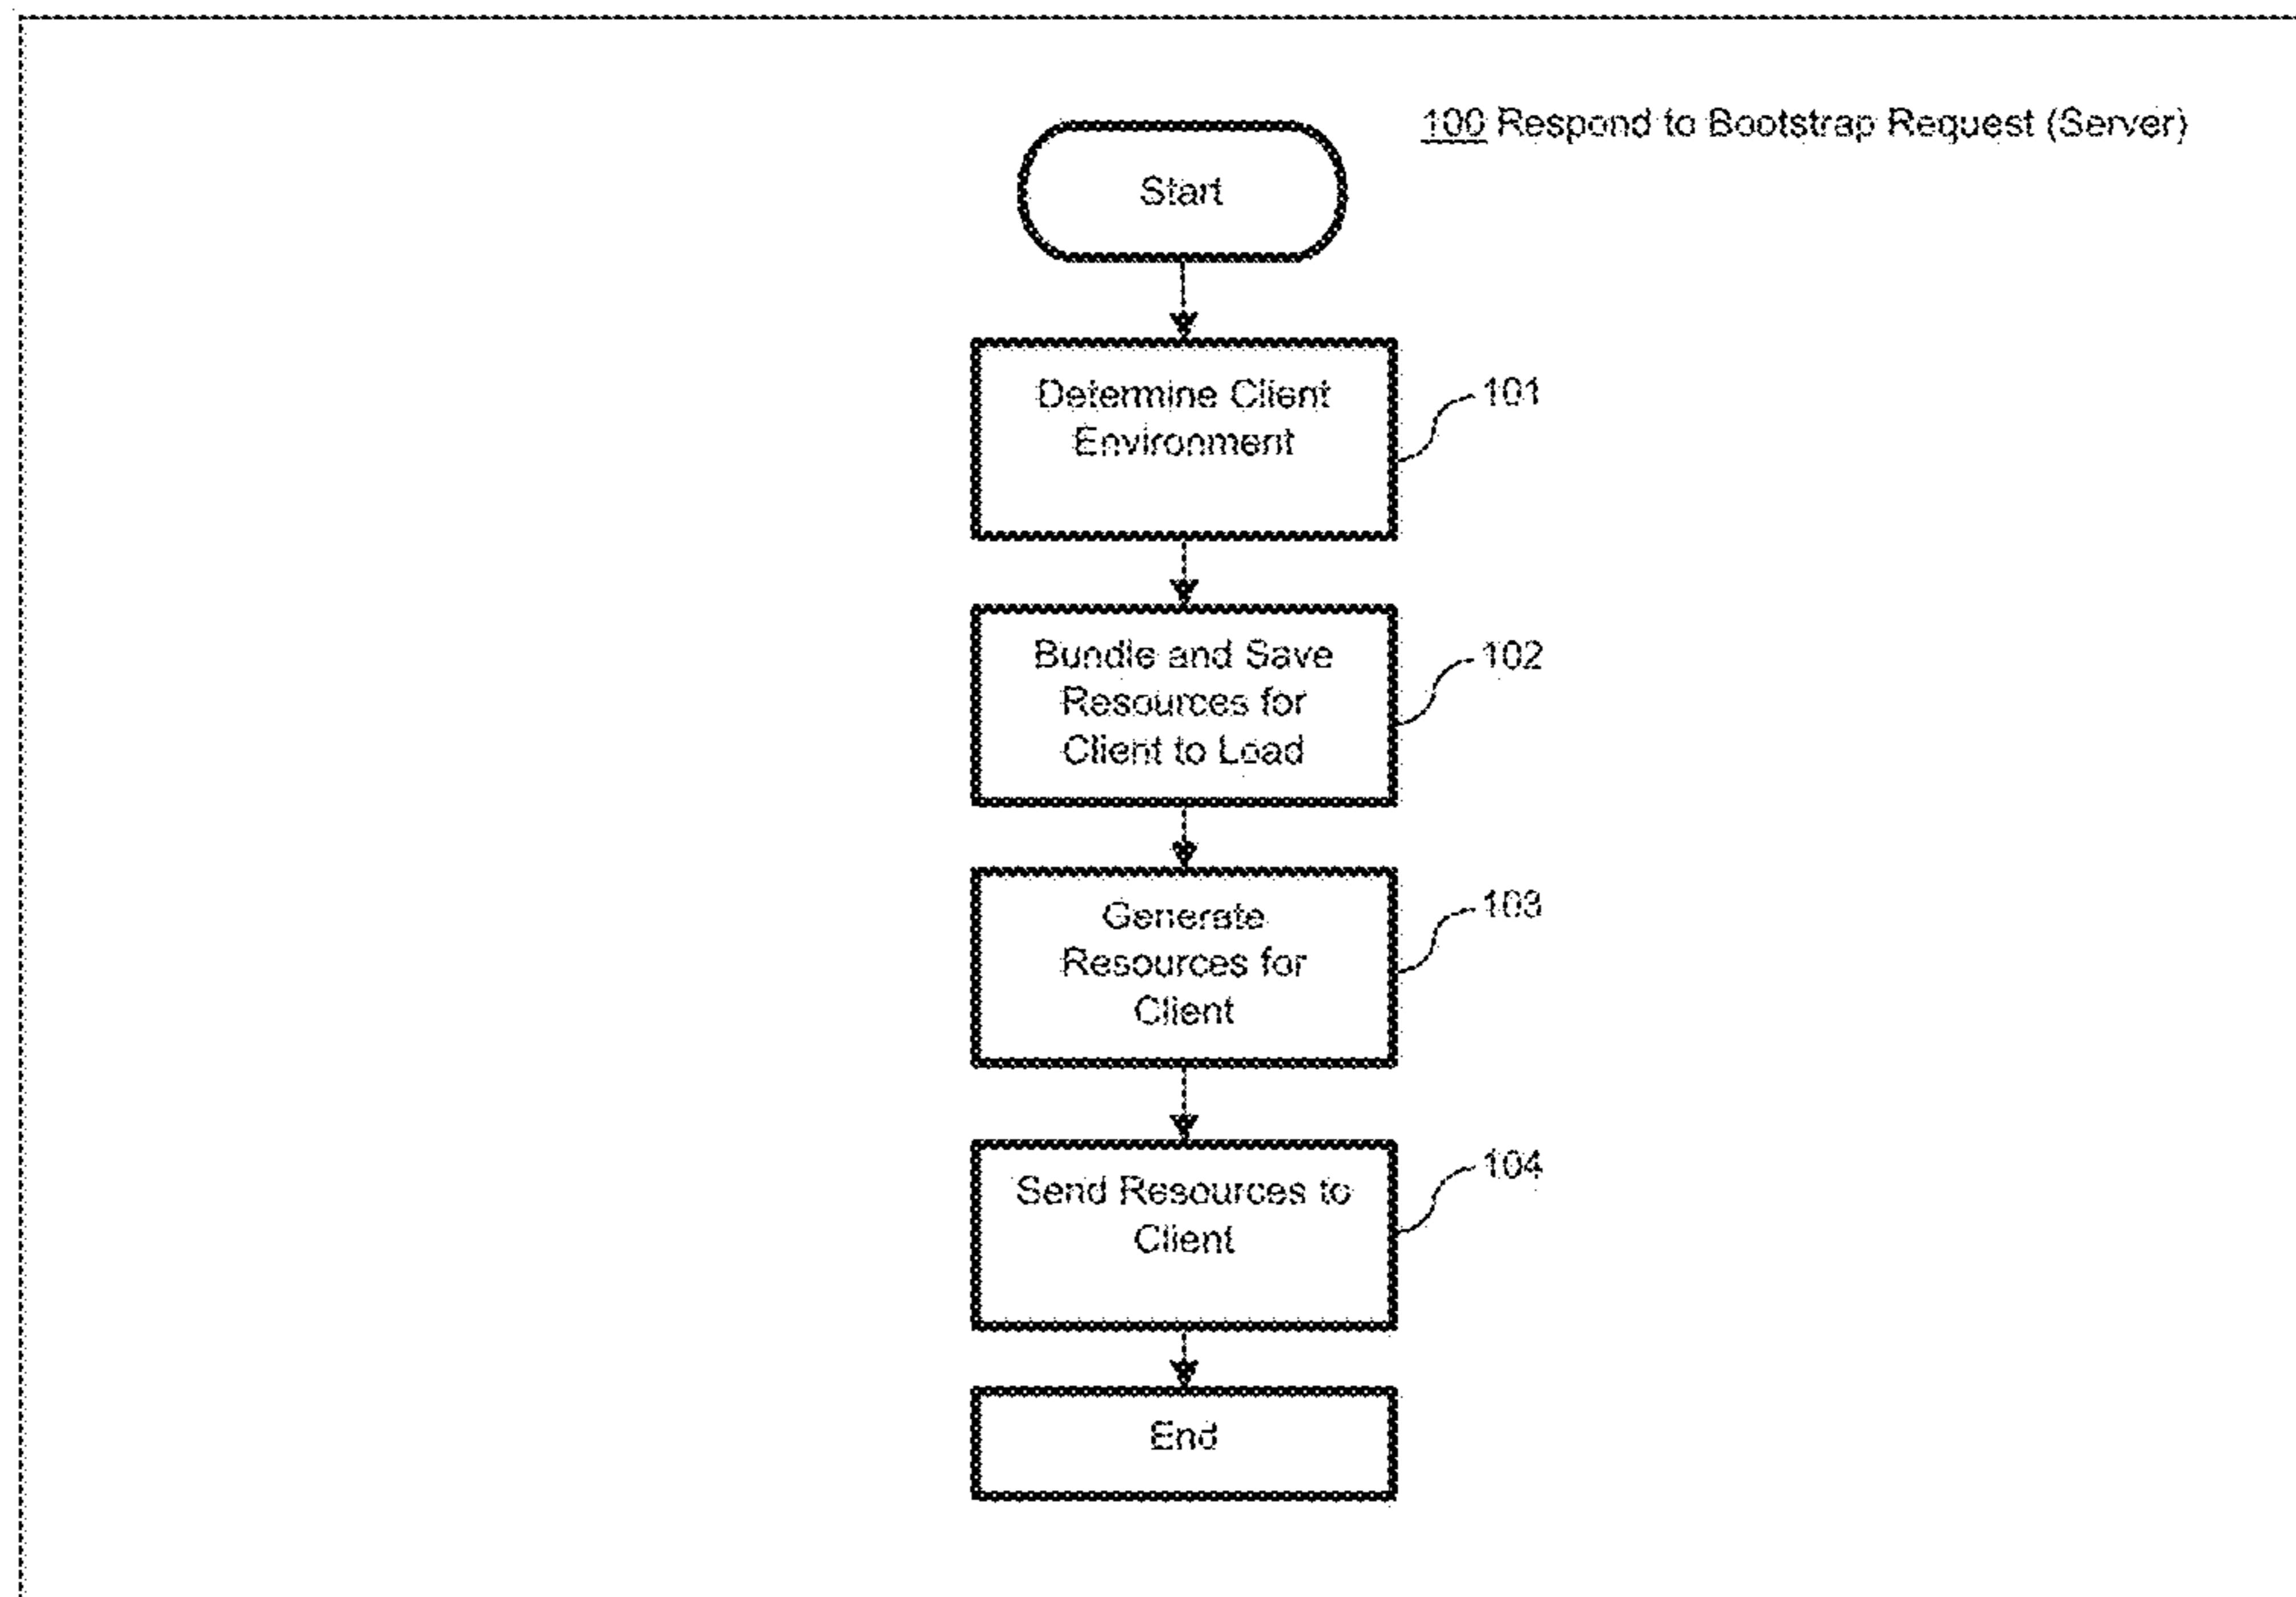 100 Respond to Bootstrap Request (Server)
Start
Determine Client
Environment
101
Bundle and Save
Resources for
Client to Load
102
Generate
Resources for
Client
103
Send Resources to
Client
104
End